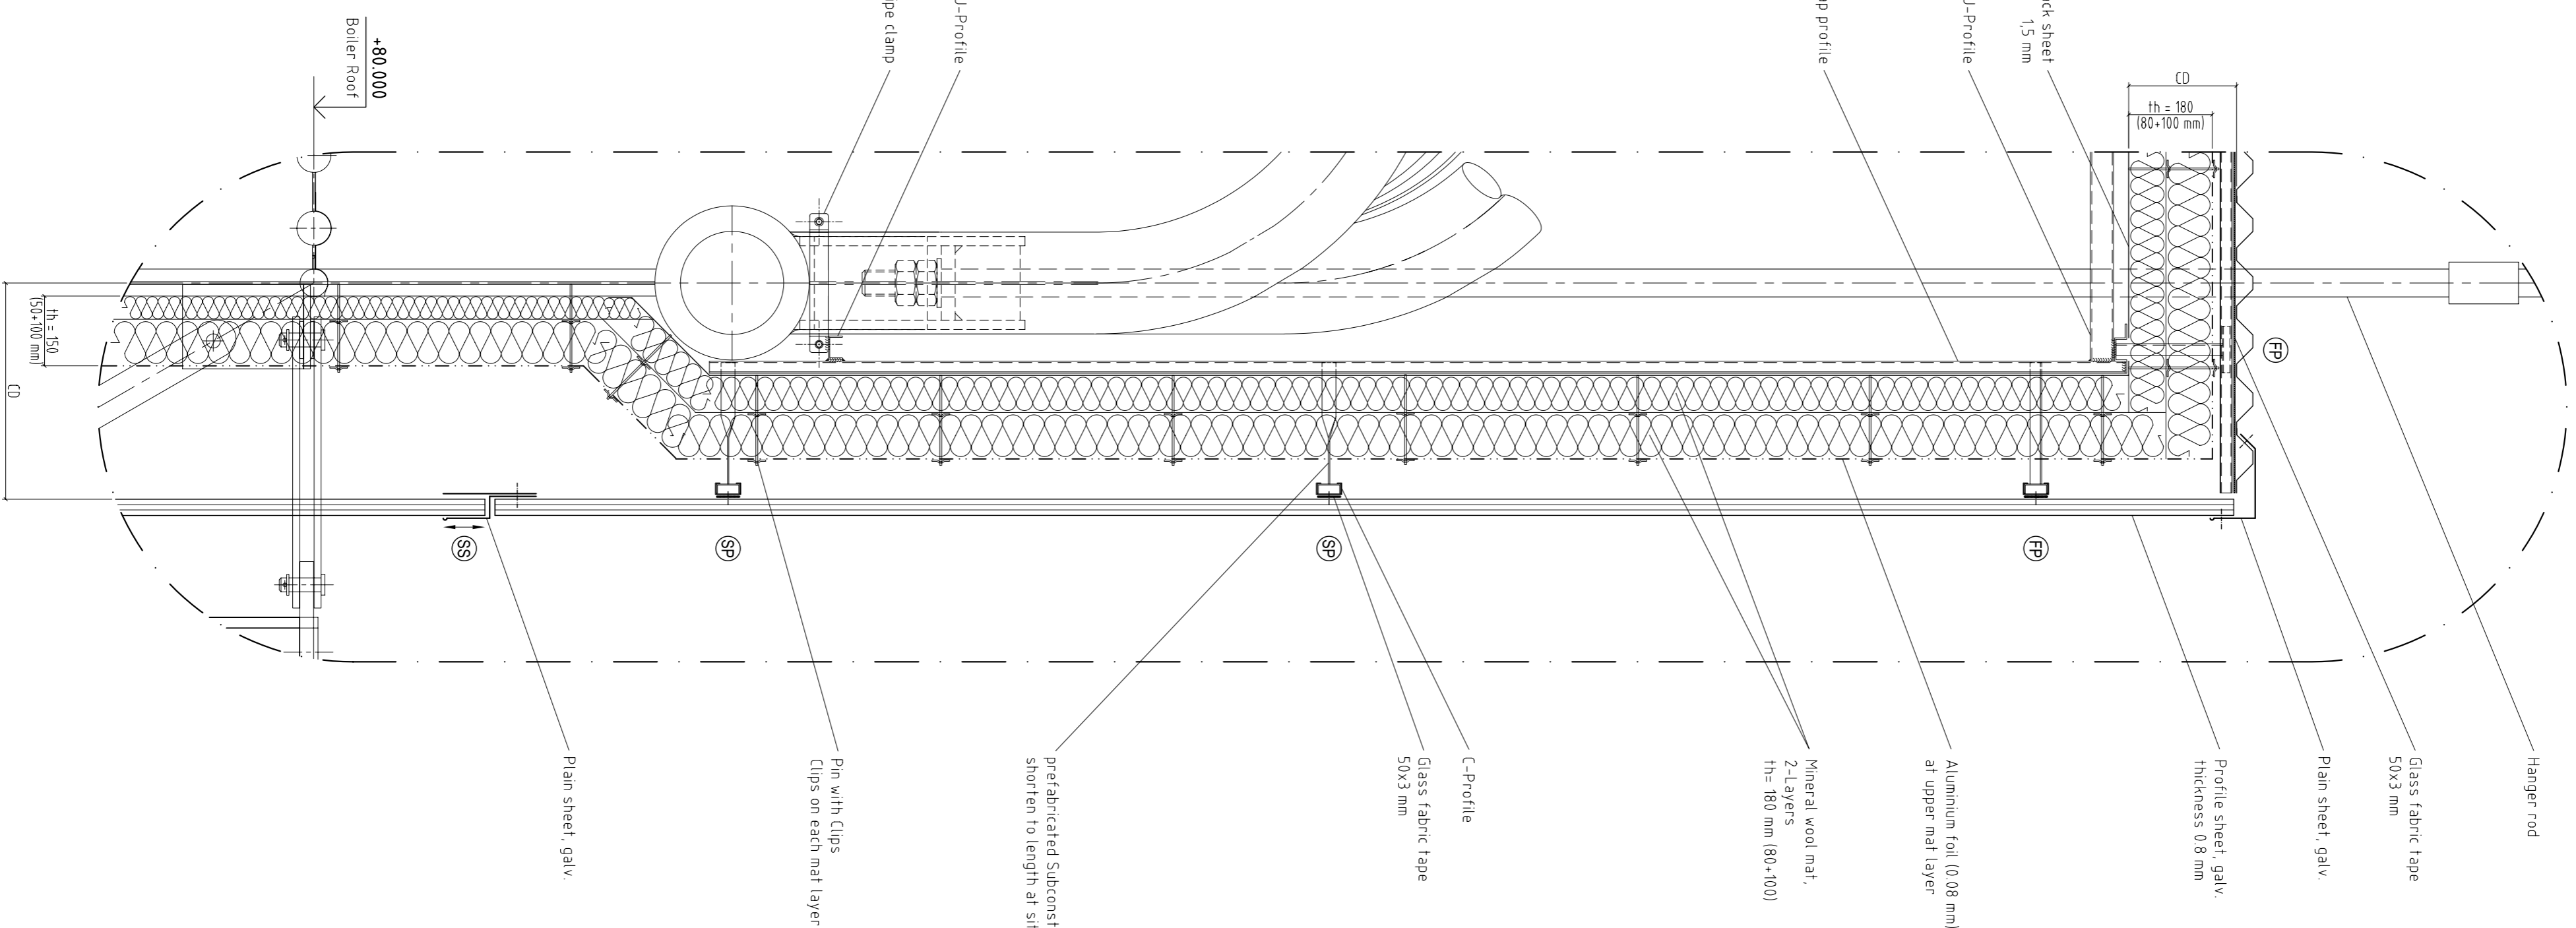 Hanger rod
Glass fabric tape
50x3 mm
Plain sheet, galv.
Profile sheet, galv.
thickness 0.8 mm
FP
CD
th = 180
(80+100 mm)
ck sheet
1,5 mm
U-Profile
FP
Aluminium foil (0.08 mm)
at upper mat layer
Mineral wool mat,
2-Layers
th= 180 mm (80+100)
ap profile
C-Profile
Glass fabric tape
50x3 mm
SP
prefabricated Subconst
shorten to length at sit
U-Profile
ipe clamp
Pin with Clips
Clips on each mat layer
SP
SS
Plain sheet, galv.
+80.000
Boiler Roof
th = 150
(50+100 mm)
CD